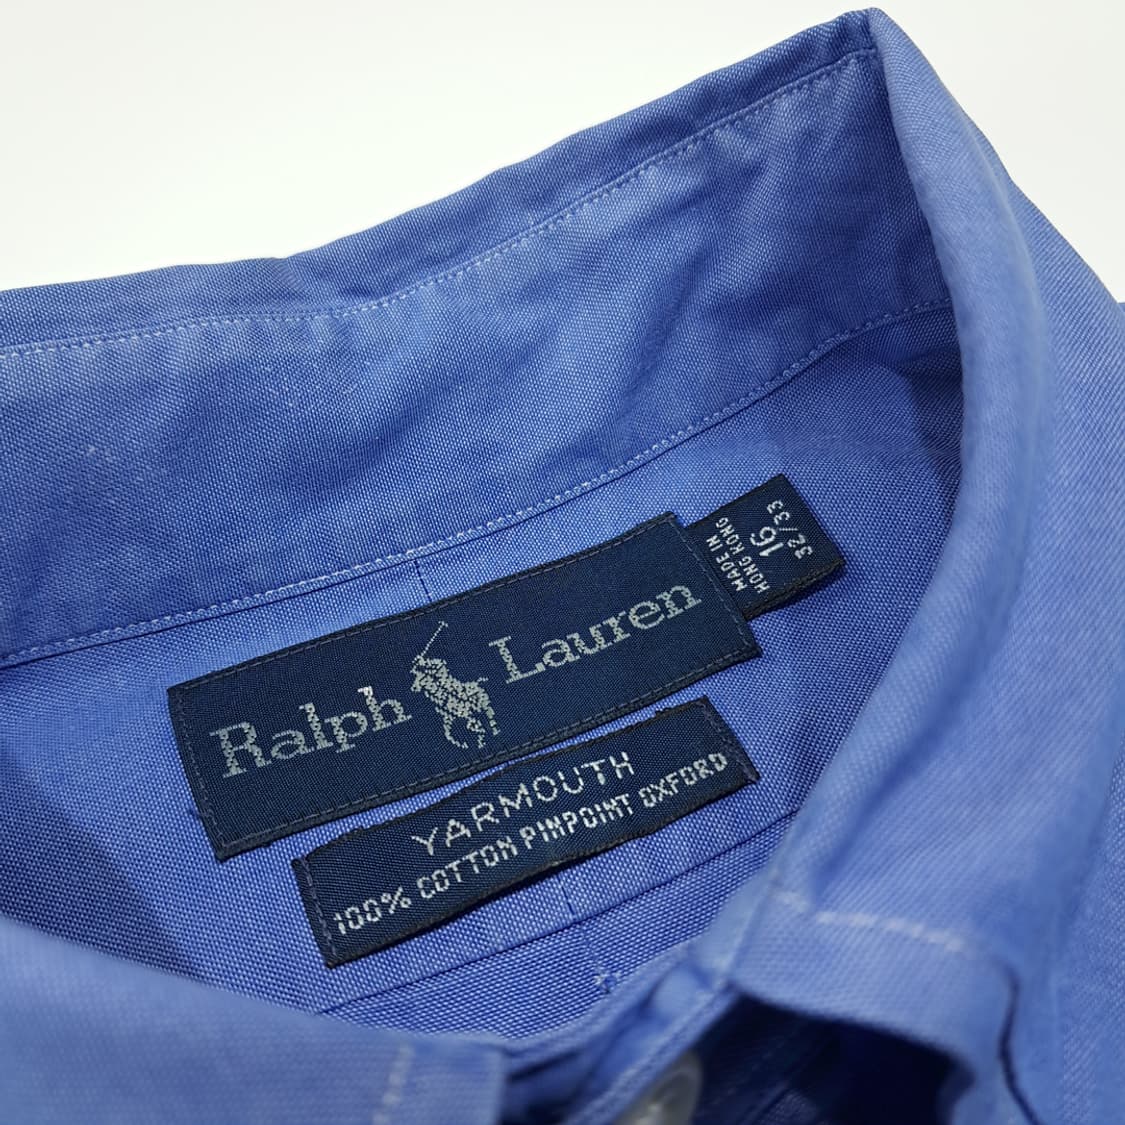 Ralph Lauren
MADE IN
HONG KONG
16
32/33
YARMOUTH
100% COTTON PINPOINT OXFORD